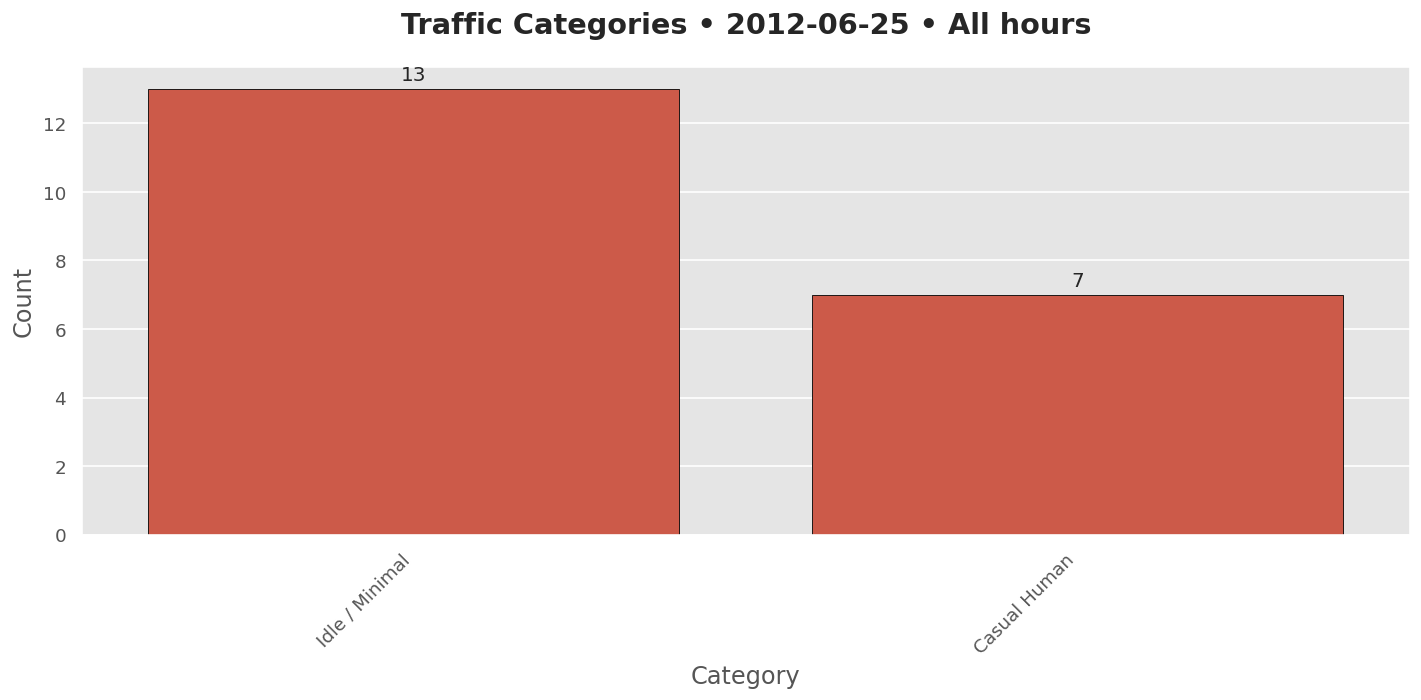 Traffic Categories • 2012-06-25 • All hours
13
12
10
8
7
6
4
2
0
Count
Idle / Minimal
Casual Human
Category